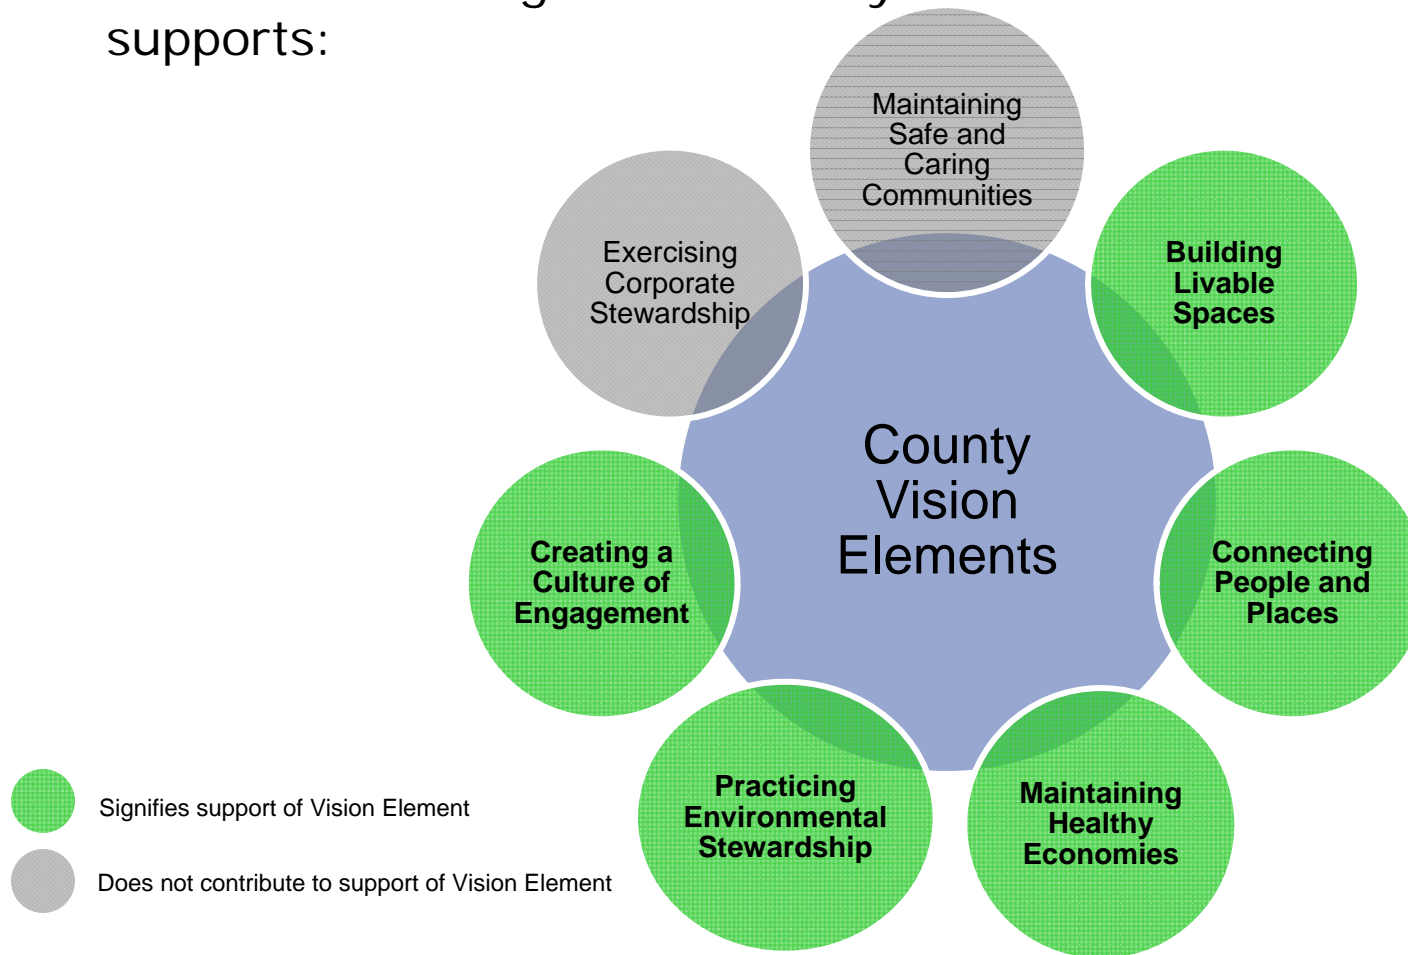 supports:
Maintaining
Safe and
Caring
Communities
Building
Livable
Spaces
Connecting
People and
Places
Maintaining
Healthy
Economies
Practicing
Environmental
Stewardship
Creating a
Culture of
Engagement
Exercising
Corporate
Stewardship
County
Vision
Elements
Signifies support of Vision Element
Does not contribute to support of Vision Element